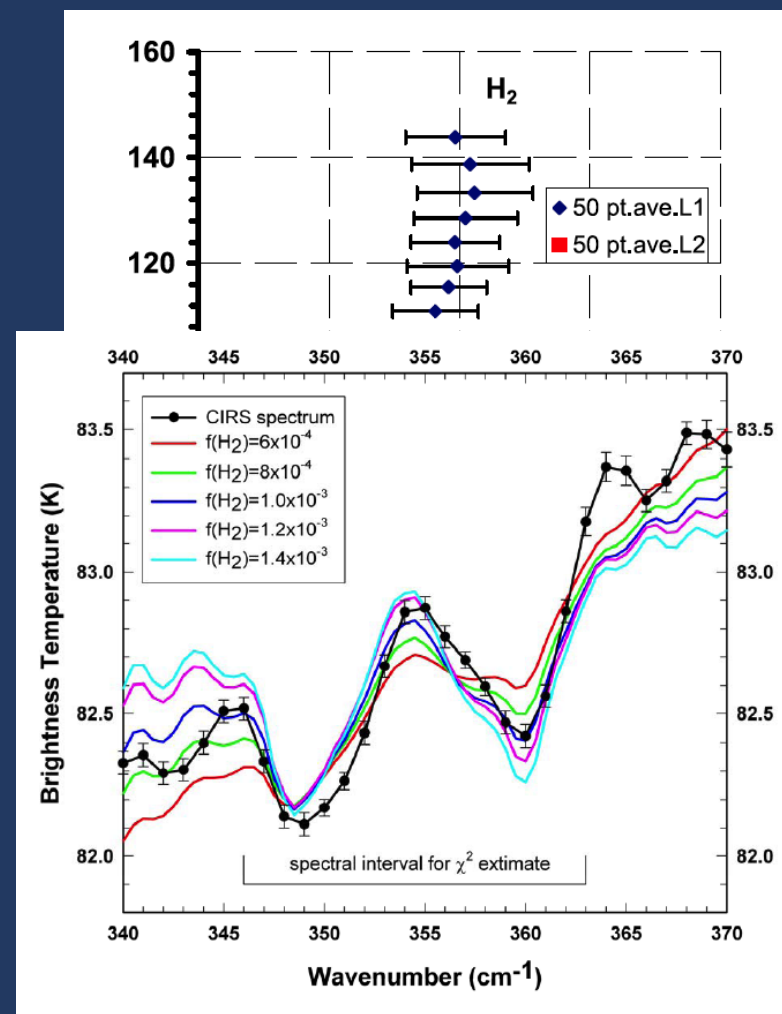 160
H₂
140
50 pt.ave.L1
50 pt.ave.L2
120
340 345 350 355 360 365 370
CIRS spectrum
f(H₂)=6x10⁻⁴
f(H₂)=8x10⁻⁴
f(H₂)=1.0x10⁻³
f(H₂)=1.2x10⁻³
f(H₂)=1.4x10⁻³
83.5 83.5
83.0 83.0
82.5 82.5
82.0 82.0
Brightness Temperature (K)
spectral interval for χ² extimate
340 345 350 355 360 365 370
Wavenumber (cm⁻¹)